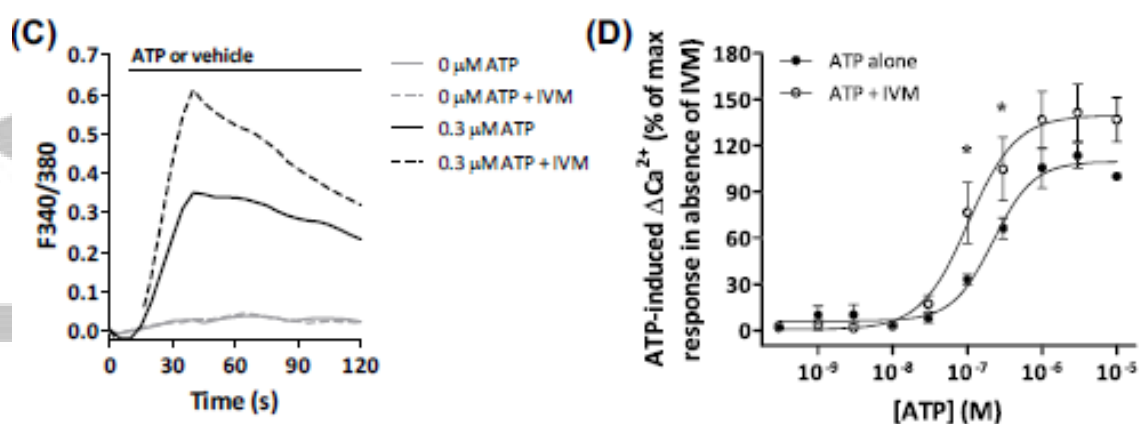 (C)
ATP or vehicle
0.7
0.6
0.5
0.4
0.3
0.2
0.1
0.0
F340/380
0 30 60 90 120
Time (s)
0 µM ATP
0 µM ATP + IVM
0.3 µM ATP
0.3 µM ATP + IVM
(D)
ATP-induced ΔCa²⁺ (% of max
response in absence of IVM)
180
150
120
90
60
30
0
ATP alone
ATP + IVM
*
*
10⁻⁹ 10⁻⁸ 10⁻⁷ 10⁻⁶ 10⁻⁵
[ATP] (M)